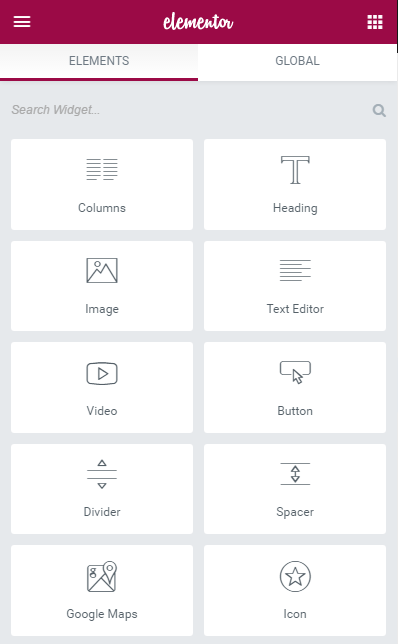 elementor
ELEMENTS GLOBAL
Search Widget...
Columns Heading
Image Text Editor
Video Button
Divider Spacer
Google Maps Icon